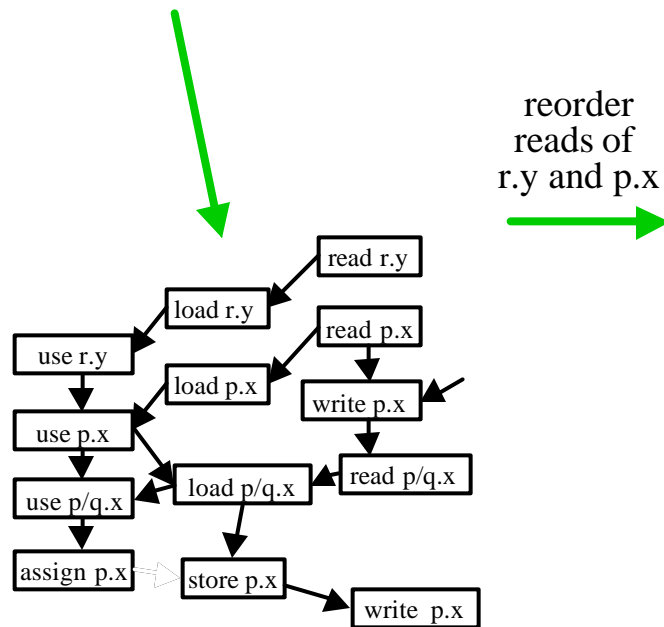 reorder
reads of
r.y and p.x
read r.y
load r.y
read p.x
use r.y
load p.x
write p.x
use p.x
read p/q.x
load p/q.x
use p/q.x
assign p.x
store p.x
write p.x